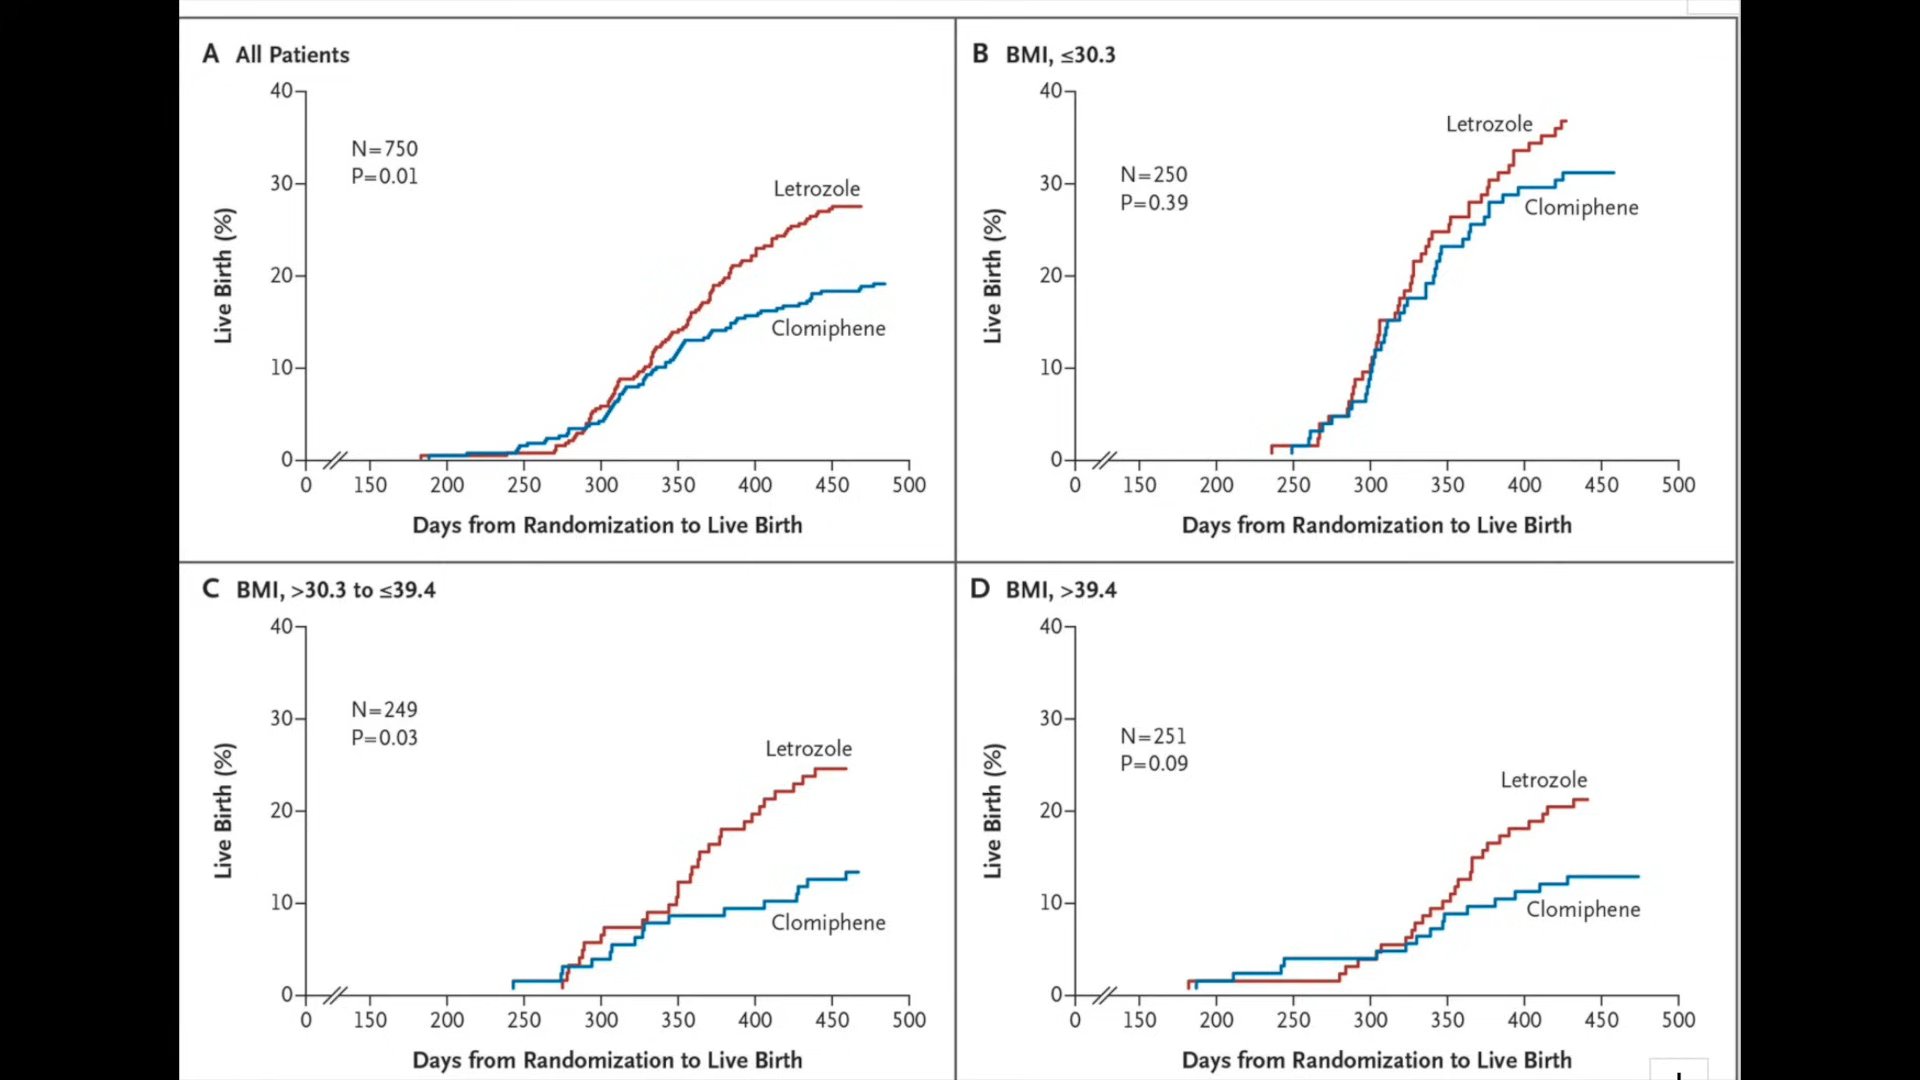 A All Patients
40
30
20
10
0
Live Birth (%)
N=750
P=0.01
Letrozole
Clomiphene
0 150 200 250 300 350 400 450 500
Days from Randomization to Live Birth
B BMI, ≤30.3
40
30
20
10
0
Live Birth (%)
N=250
P=0.39
Letrozole
Clomiphene
0 150 200 250 300 350 400 450 500
Days from Randomization to Live Birth
C BMI, >30.3 to ≤39.4
40
30
20
10
0
Live Birth (%)
N=249
P=0.03
Letrozole
Clomiphene
0 150 200 250 300 350 400 450 500
Days from Randomization to Live Birth
D BMI, >39.4
40
30
20
10
0
Live Birth (%)
N=251
P=0.09
Letrozole
Clomiphene
0 150 200 250 300 350 400 450 500
Days from Randomization to Live Birth